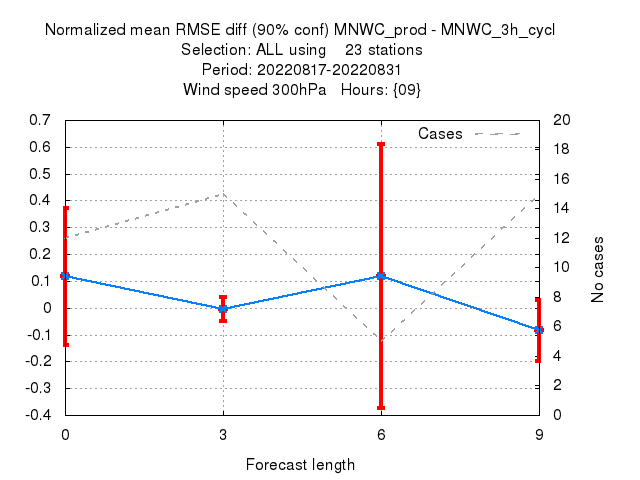 Normalized mean RMSE diff (90% conf) MNWC_prod - MNWC_3h_cycl
Selection: ALL using    23 stations
Period: 20220817-20220831
Wind speed 300hPa   Hours: {09}
Cases
0.7
0.6
0.5
0.4
0.3
0.2
0.1
0
-0.1
-0.2
-0.3
-0.4
20
18
16
14
12
10
8
6
4
2
0
No cases
0 3 6 9
Forecast length